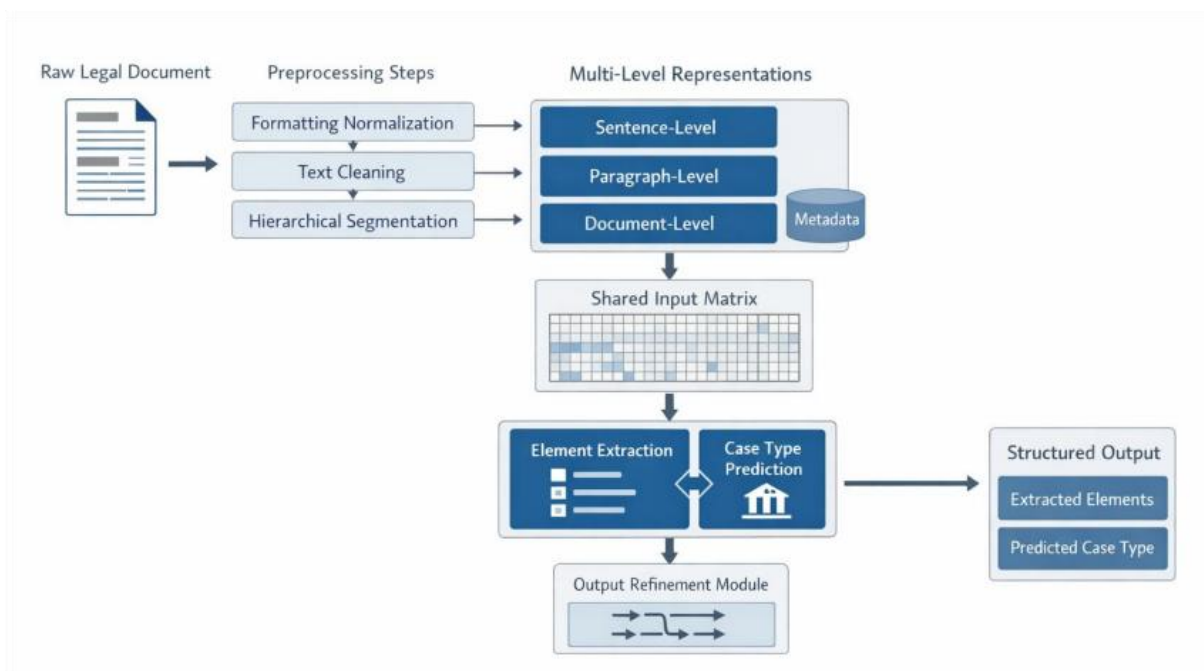 Raw Legal Document
Preprocessing Steps
Multi-Level Representations
Formatting Normalization
Text Cleaning
Hierarchical Segmentation
Sentence-Level
Paragraph-Level
Document-Level
Metadata
Shared Input Matrix
Element Extraction
Case Type
Prediction
Structured Output
Extracted Elements
Predicted Case Type
Output Refinement Module